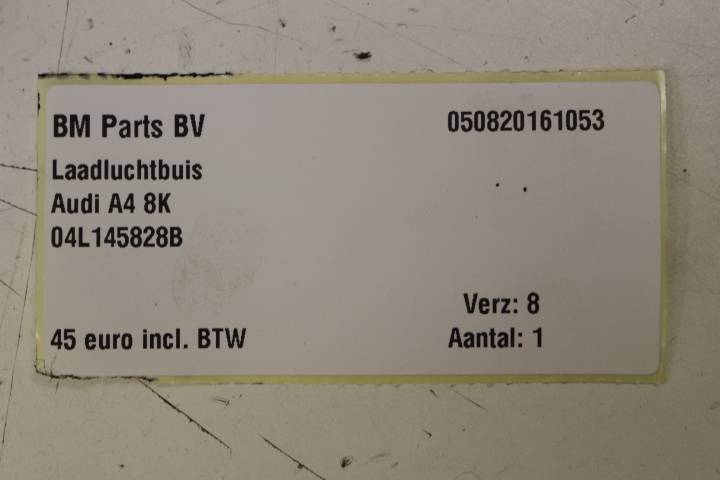 BM Parts BV 050820161053
Laadluchtbuis
Audi A4 8K
04L145828B
Verz: 8
45 euro incl. BTW Aantal: 1